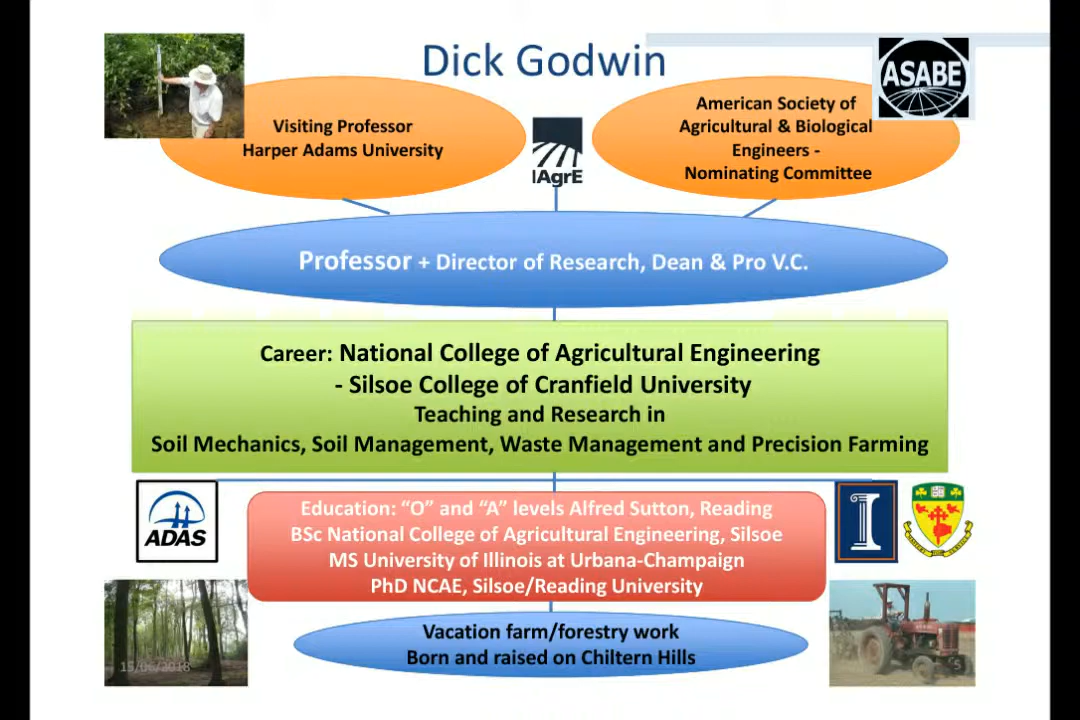 Dick Godwin
Visiting Professor
Harper Adams University
IAgrE
American Society of
Agricultural & Biological
Engineers -
Nominating Committee
ASABE
Professor + Director of Research, Dean & Pro V.C.
Career: National College of Agricultural Engineering
- Silsoe College of Cranfield University
Teaching and Research in
Soil Mechanics, Soil Management, Waste Management and Precision Farming
ADAS
Education: “O” and “A” levels Alfred Sutton, Reading
BSc National College of Agricultural Engineering, Silsoe
MS University of Illinois at Urbana-Champaign
PhD NCAE, Silsoe/Reading University
I
Vacation farm/forestry work
Born and raised on Chiltern Hills
15/06/2018
5